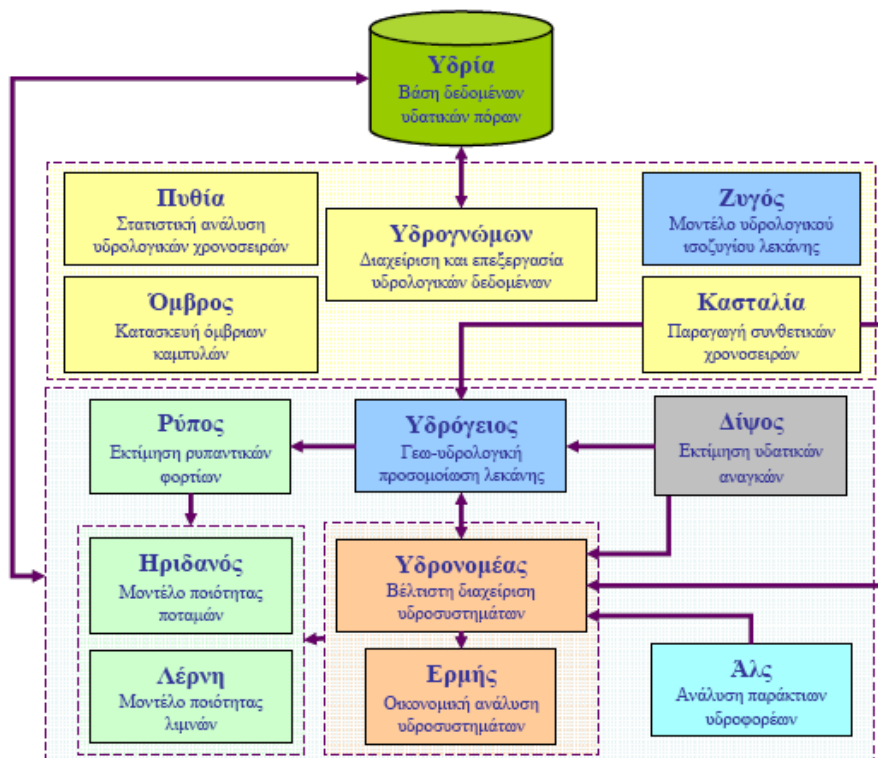 Υδρία
Βάση δεδομένων
υδατικών πόρων
Πυθία
Στατιστική ανάλυση
υδρολογικών χρονοσειρών
Υδρογνώμων
Διαχείριση και επεξεργασία
υδρολογικών δεδομένων
Ζυγός
Μοντέλο υδρολογικού
ισοζυγίου λεκάνης
Όμβρος
Κατασκευή όμβριων
καμπυλών
Κασταλία
Παραγωγή συνθετικών
χρονοσειρών
Ρύπος
Εκτίμηση ρυπαντικών
φορτίων
Υδρόγειος
Γεω-υδρολογική
προσομοίωση λεκάνης
Δίψος
Εκτίμηση υδατικών
αναγκών
Ηριδανός
Μοντέλο ποιότητας
ποταμών
Υδρονομέας
Βέλτιστη διαχείριση
υδροσυστημάτων
Λέρνη
Μοντέλο ποιότητας
λιμνών
Ερμής
Οικονομική ανάλυση
υδροσυστημάτων
Άλς
Ανάλυση παράκτιων
υδροφορέων